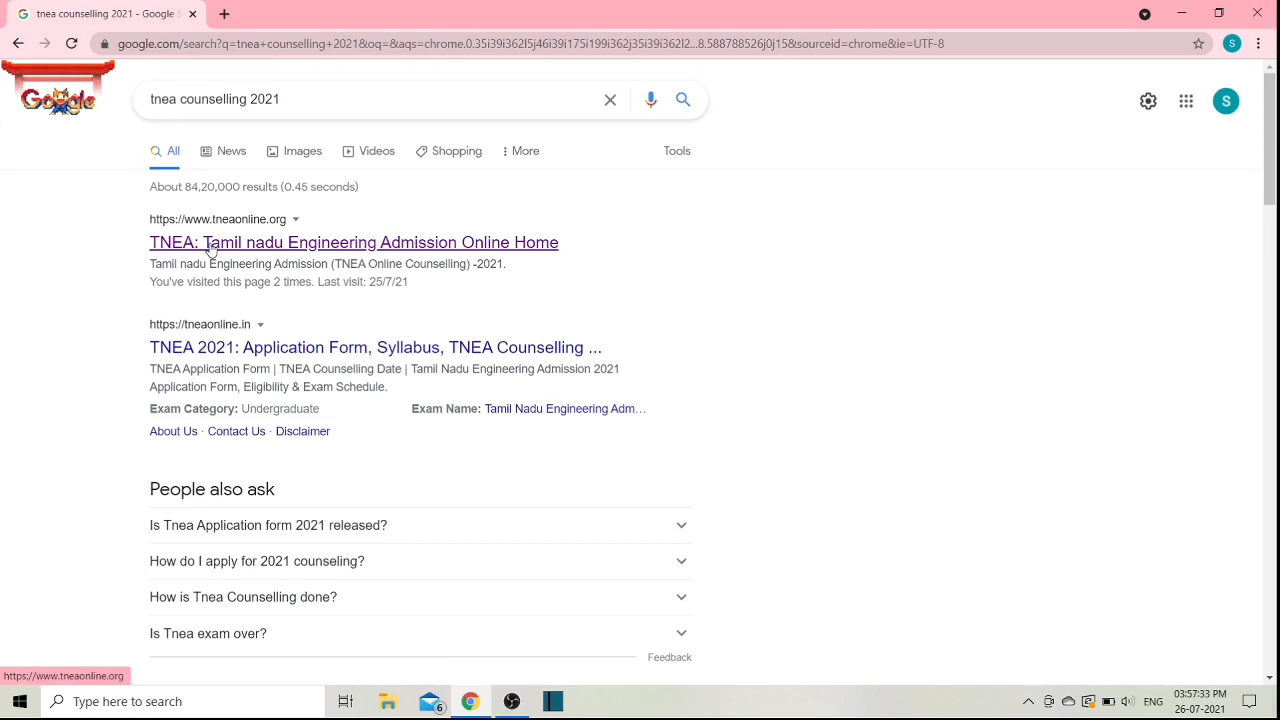 tnea counselling 2021 - Google S
google.com/search?q=tnea+counselling+2021&oq=&aqs=chrome.0.35i39i362l5j46i39i175i199i362j35i39i362l2...8.588788526j0j15&sourceid=chrome&ie=UTF-8
S
Google
tnea counselling 2021
S
All
News
Images
Videos
Shopping
More
Tools
About 84,20,000 results (0.45 seconds)
https://www.tneaonline.org
TNEA: Tamil nadu Engineering Admission Online Home
Tamil nadu Engineering Admission (TNEA Online Counselling) -2021.
You've visited this page 2 times. Last visit: 25/7/21
https://tneaonline.in
TNEA 2021: Application Form, Syllabus, TNEA Counselling ...
TNEA Application Form | TNEA Counselling Date | Tamil Nadu Engineering Admission 2021
Application Form, Eligibility & Exam Schedule.
Exam Category: Undergraduate
Exam Name: Tamil Nadu Engineering Adm...
About Us · Contact Us · Disclaimer
People also ask
Is Tnea Application form 2021 released?
How do I apply for 2021 counseling?
How is Tnea Counselling done?
Is Tnea exam over?
Feedback
https://www.tneaonline.org
Type here to search
6
ENG
03:57:33 PM
26-07-2021